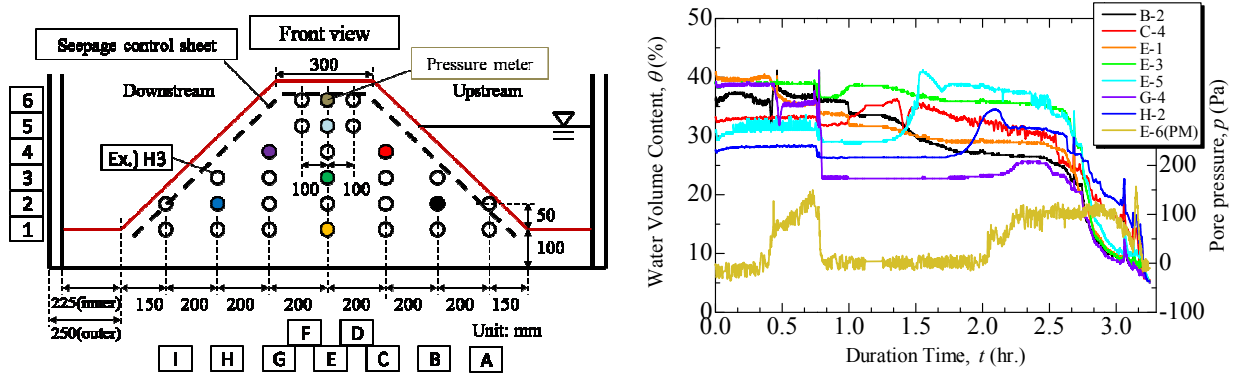 Front view
Seepage control sheet
300
Pressure meter
Downstream
Upstream
6
5
4
3
2
1
Ex.) H3
100
100
50
100
225(inner)
250(outer)
150
200
200
200
200
200
200
150
Unit: mm
F
D
I
H
G
E
C
B
A
Water Volume Content, θ (%)
50
40
30
20
10
0
0.0
0.5
1.0
1.5
2.0
2.5
3.0
Duration Time, t (hr.)
B-2
C-4
E-1
E-3
E-5
G-4
H-2
E-6(PM)
200
100
0
-100
Pore pressure, p (Pa)